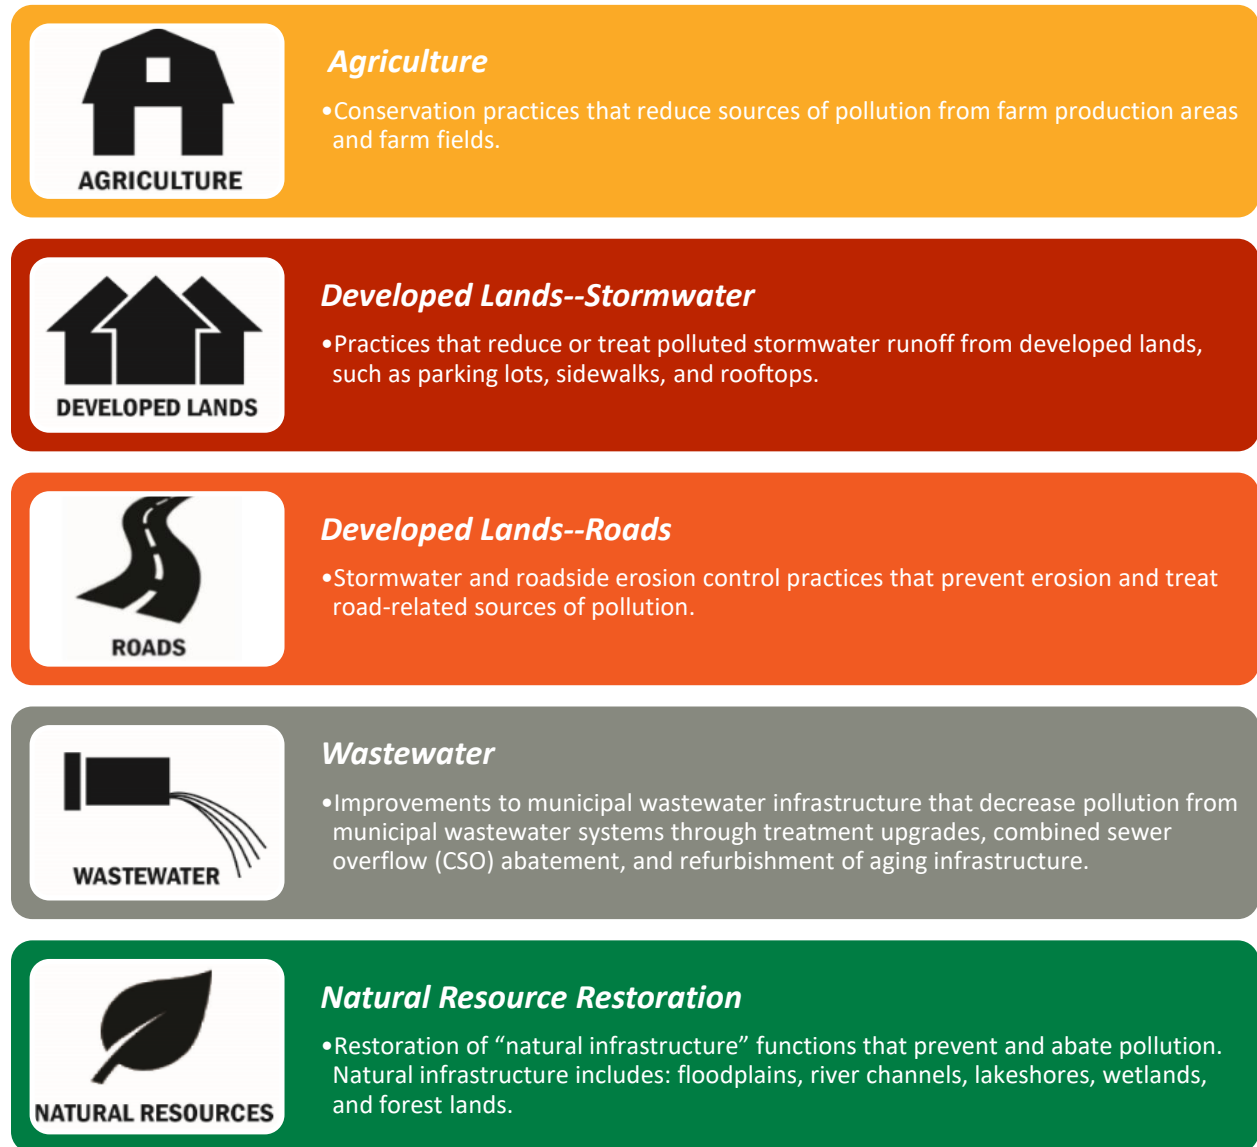 AGRICULTURE
Agriculture
•Conservation practices that reduce sources of pollution from farm production areas
and farm fields.
DEVELOPED LANDS
Developed Lands--Stormwater
•Practices that reduce or treat polluted stormwater runoff from developed lands,
such as parking lots, sidewalks, and rooftops.
ROADS
Developed Lands--Roads
•Stormwater and roadside erosion control practices that prevent erosion and treat
road-related sources of pollution.
WASTEWATER
Wastewater
•Improvements to municipal wastewater infrastructure that decrease pollution from
municipal wastewater systems through treatment upgrades, combined sewer
overflow (CSO) abatement, and refurbishment of aging infrastructure.
NATURAL RESOURCES
Natural Resource Restoration
•Restoration of “natural infrastructure” functions that prevent and abate pollution.
Natural infrastructure includes: floodplains, river channels, lakeshores, wetlands,
and forest lands.